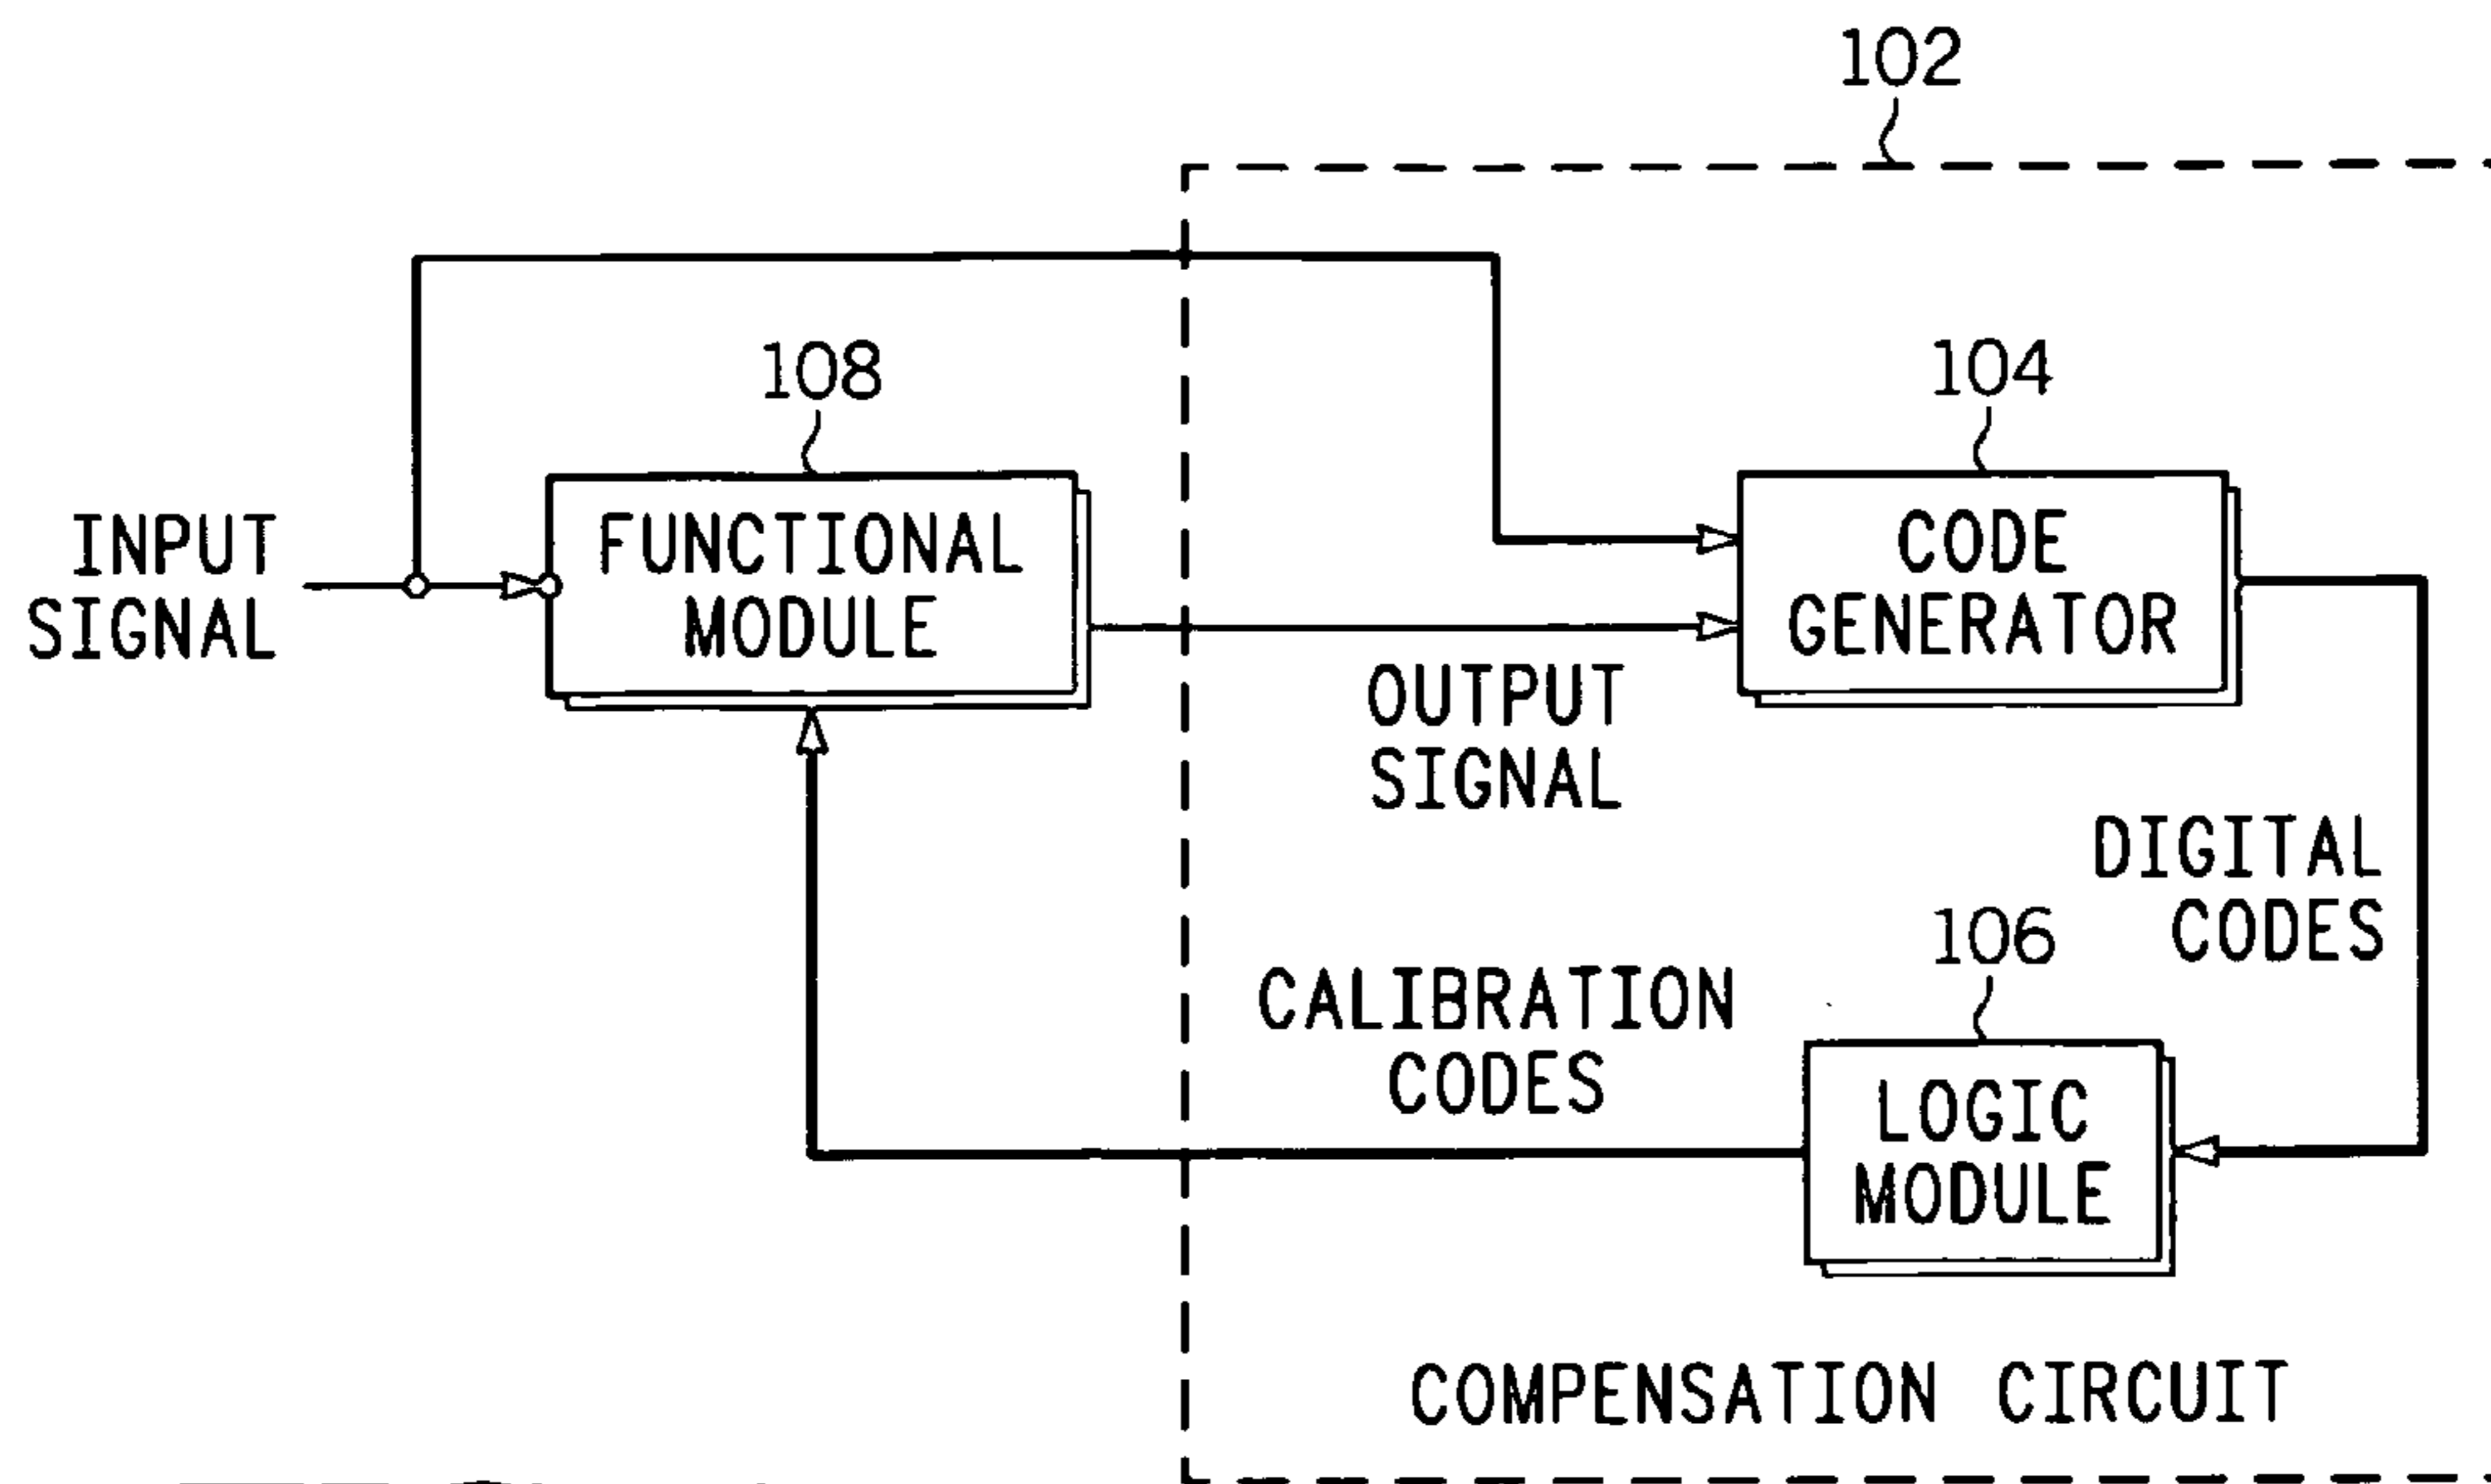 102
108
104
INPUT
SIGNAL
FUNCTIONAL
MODULE
CODE
GENERATOR
OUTPUT
SIGNAL
DIGITAL
CODES
106
CALIBRATION
CODES
LOGIC
MODULE
COMPENSATION CIRCUIT